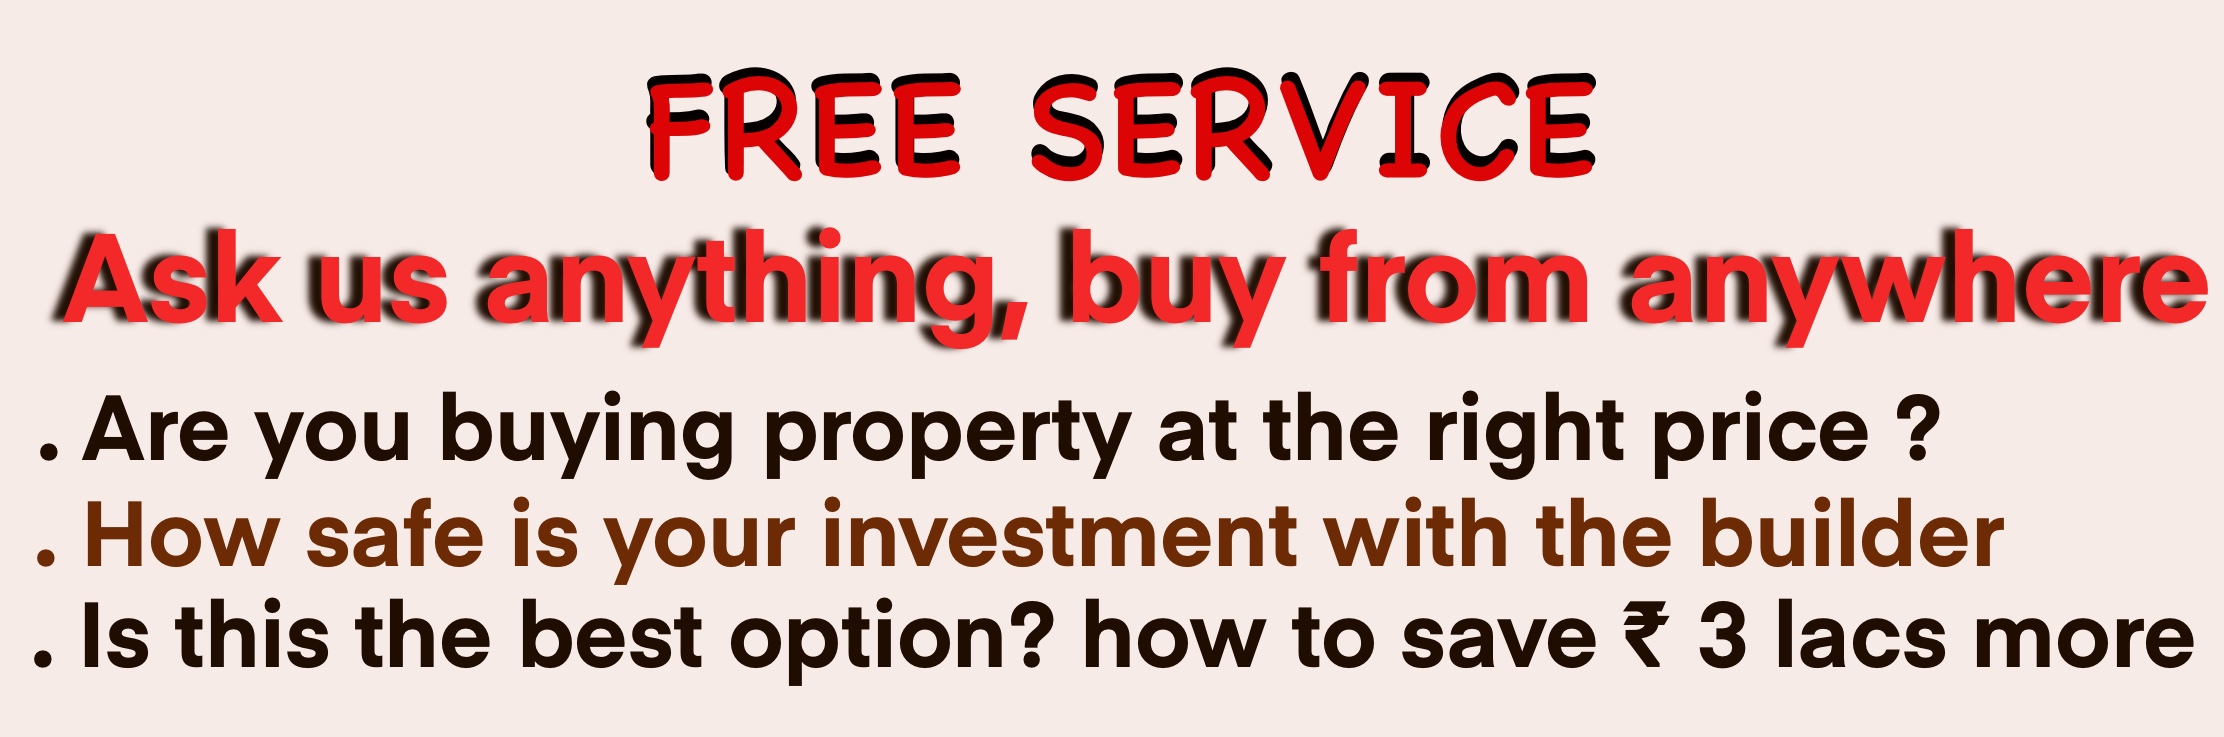 FREE SERVICE
Ask us anything, buy from anywhere
. Are you buying property at the right price ?
. How safe is your investment with the builder
. Is this the best option? how to save ₹ 3 lacs more